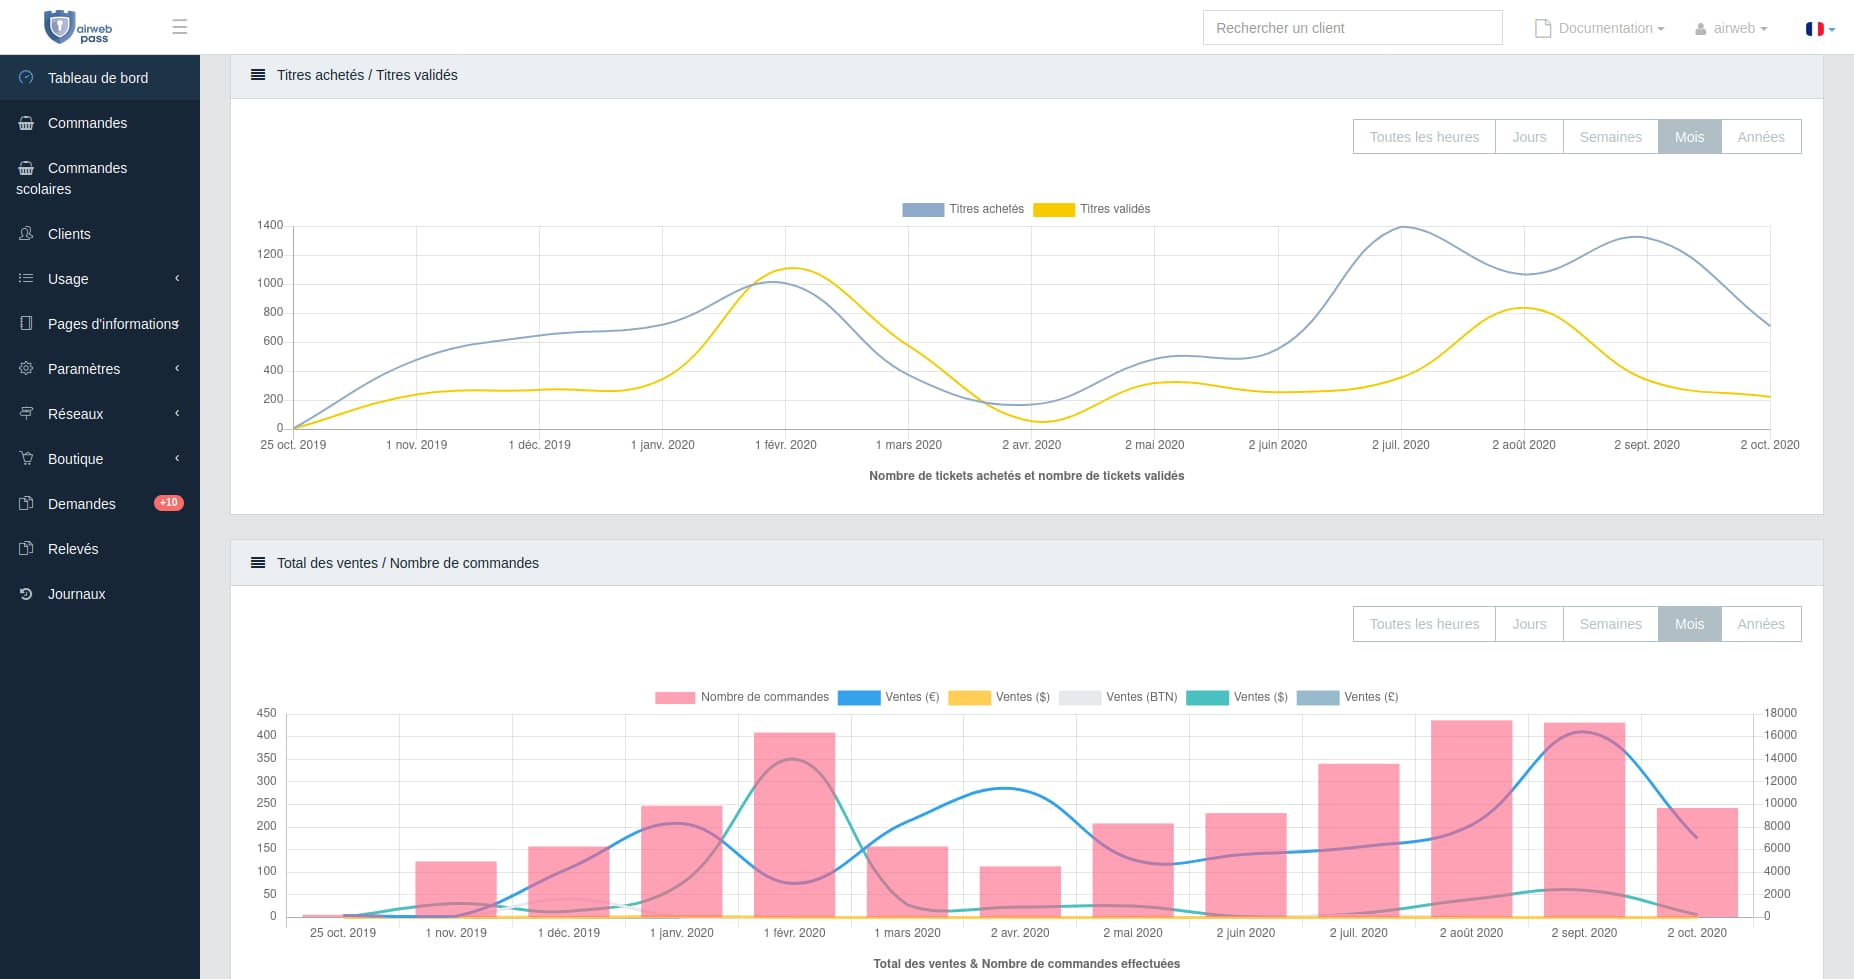 airweb
pass
Rechercher un client
Documentation
airweb
Tableau de bord
Commandes
Commandes
scolaires
Clients
Usage
Pages d'informations
Paramètres
Réseaux
Boutique
Demandes +10
Relevés
Journaux
Titres achetés / Titres validés
Toutes les heures Jours Semaines Mois Années
Titres achetés Titres validés
1400
1200
1000
800
600
400
200
0
25 oct. 2019 1 nov. 2019 1 déc. 2019 1 janv. 2020 1 févr. 2020 1 mars 2020 2 avr. 2020 2 mai 2020 2 juin 2020 2 juil. 2020 2 août 2020 2 sept. 2020 2 oct. 2020
Nombre de tickets achetés et nombre de tickets validés
Total des ventes / Nombre de commandes
Toutes les heures Jours Semaines Mois Années
Nombre de commandes Ventes (€) Ventes ($) Ventes (BTN) Ventes ($) Ventes (£)
450 18000
400 16000
350 14000
300 12000
250 10000
200 8000
150 6000
100 4000
50 2000
0 0
25 oct. 2019 1 nov. 2019 1 déc. 2019 1 janv. 2020 1 févr. 2020 1 mars 2020 2 avr. 2020 2 mai 2020 2 juin 2020 2 juil. 2020 2 août 2020 2 sept. 2020 2 oct. 2020
Total des ventes & Nombre de commandes effectuées